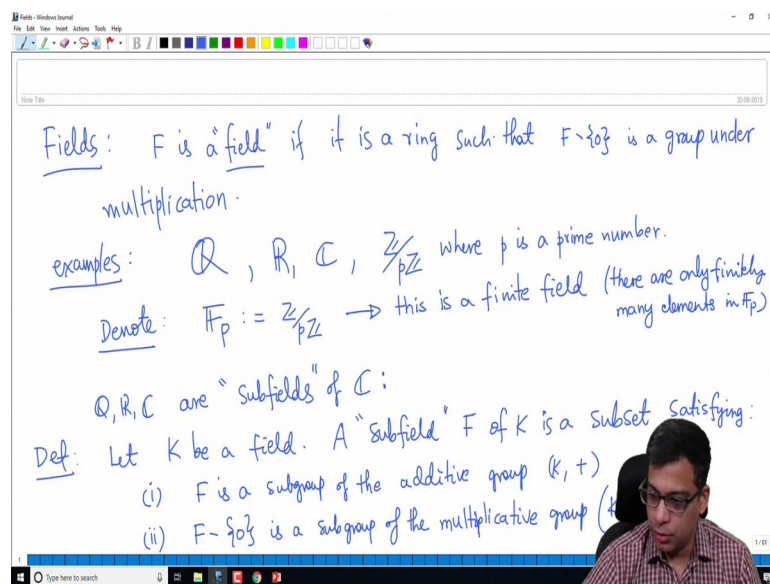 Fields - Windows Journal
File Edit View Insert Actions Tools Help
B I
Note Title
30-08-2019
Fields: F is a "field" if it is a ring such that F∖{0} is a group under
multiplication.
examples: ℚ, ℝ, ℂ, ℤ/pℤ where p is a prime number.
Denote: 𝔽p := ℤ/pℤ → this is a finite field (there are only finitely
many elements in 𝔽p)
ℚ, ℝ, ℂ are "subfields" of ℂ:
Def: Let K be a field. A "subfield" F of K is a subset satisfying:
(i) F is a subgroup of the additive group (K, +)
(ii) F-{0} is a subgroup of the multiplicative group (
1
1/61
Type here to search